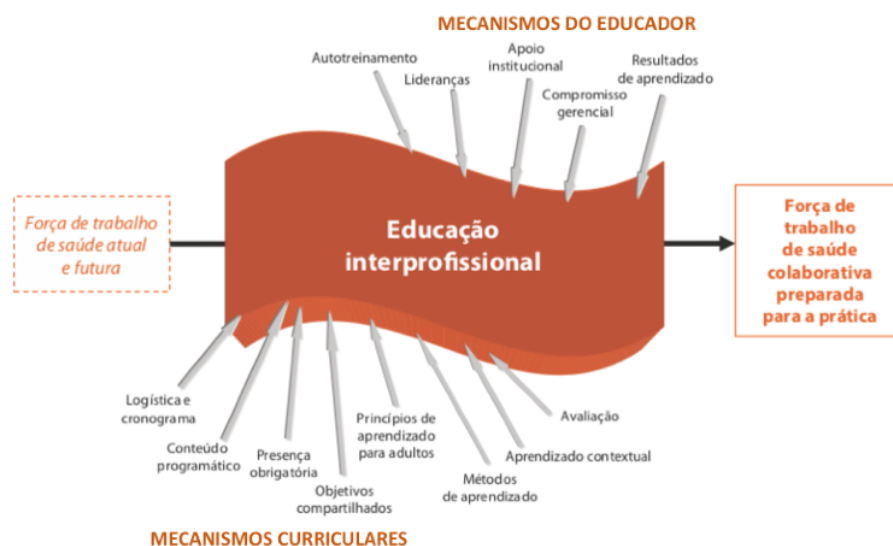 MECANISMOS DO EDUCADOR
Autotreinamento
Lideranças
Apoio
institucional
Compromisso
gerencial
Resultados
de aprendizado
Força de trabalho
de saúde atual
e futura
Educação
interprofissional
Força de
trabalho
de saúde
colaborativa
preparada
para a prática
Logística e
cronograma
Conteúdo
programático
Presença
obrigatória
Objetivos
compartilhados
Princípios de
aprendizado
para adultos
Métodos
de aprendizado
Aprendizado contextual
Avaliação
MECANISMOS CURRICULARES